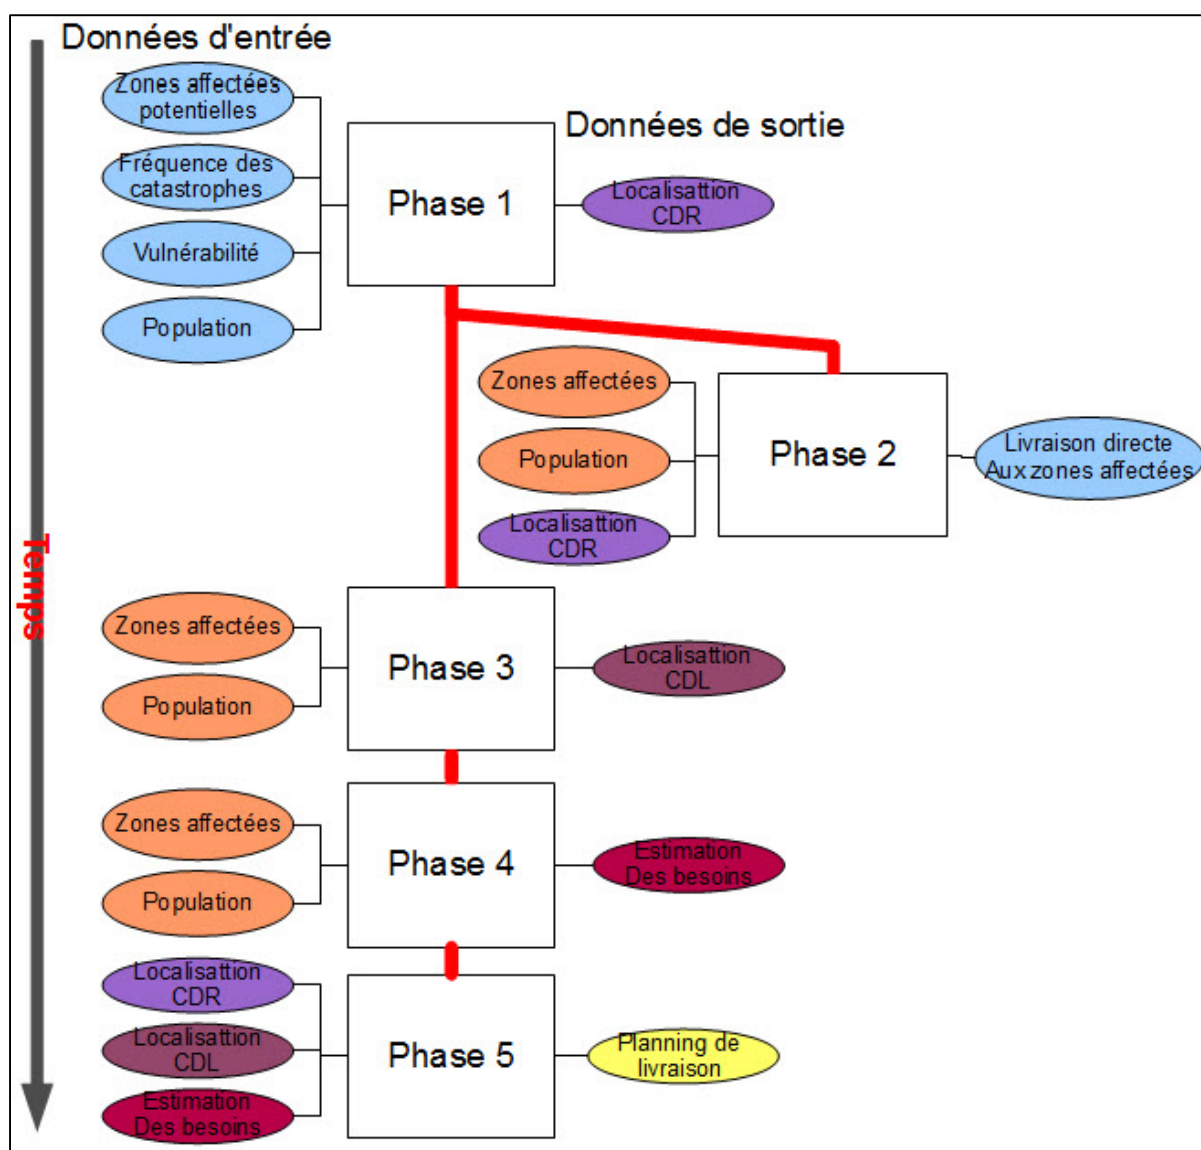 Données d'entrée
Zones affectées
potentielles
Fréquence des
catastrophes
Vulnérabilité
Population
Phase 1
Données de sortie
Localisattion
CDR
Zones affectées
Population
Localisattion
CDR
Phase 2
Livraison directe
Aux zones affectées
Temps
Zones affectées
Population
Phase 3
Localisattion
CDL
Zones affectées
Population
Phase 4
Estimation
Des besoins
Localisattion
CDR
Localisattion
CDL
Estimation
Des besoins
Phase 5
Planning de
livraison